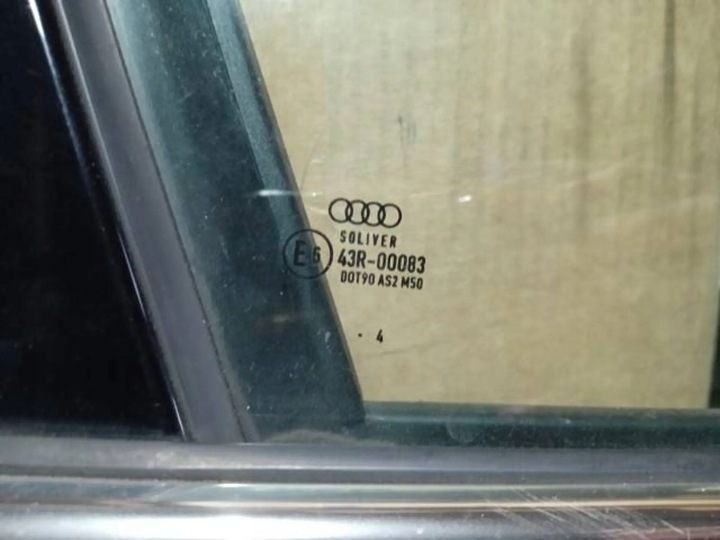 SOLIVER
E6 43R-00083
DOT90 AS2 M50
. 4